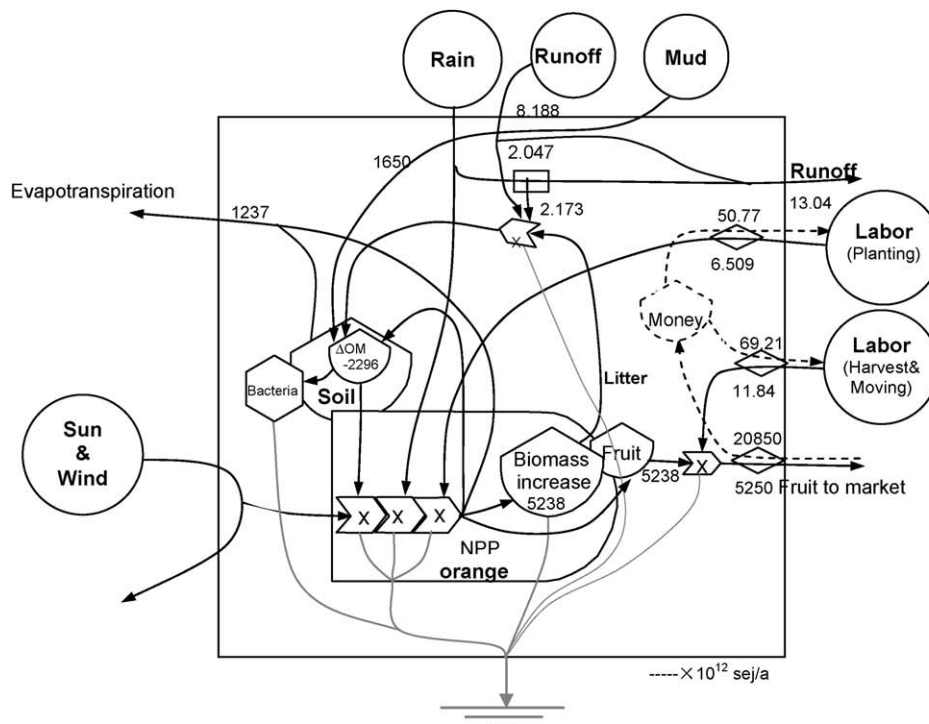 Rain
Runoff
Mud
8.188
1650
2.047
Runoff
Evapotranspiration
1237
2.173
50.77
13.04
Labor
(Planting)
6.509
Money
69.21
Labor
(Harvest&
Moving)
ΔOM
-2296
Bacteria
Soil
Litter
11.84
Sun
&
Wind
X
X
X
X
X
Biomass
increase
5238
Fruit
5238
20850
5250 Fruit to market
NPP
orange
-----×10¹² sej/a